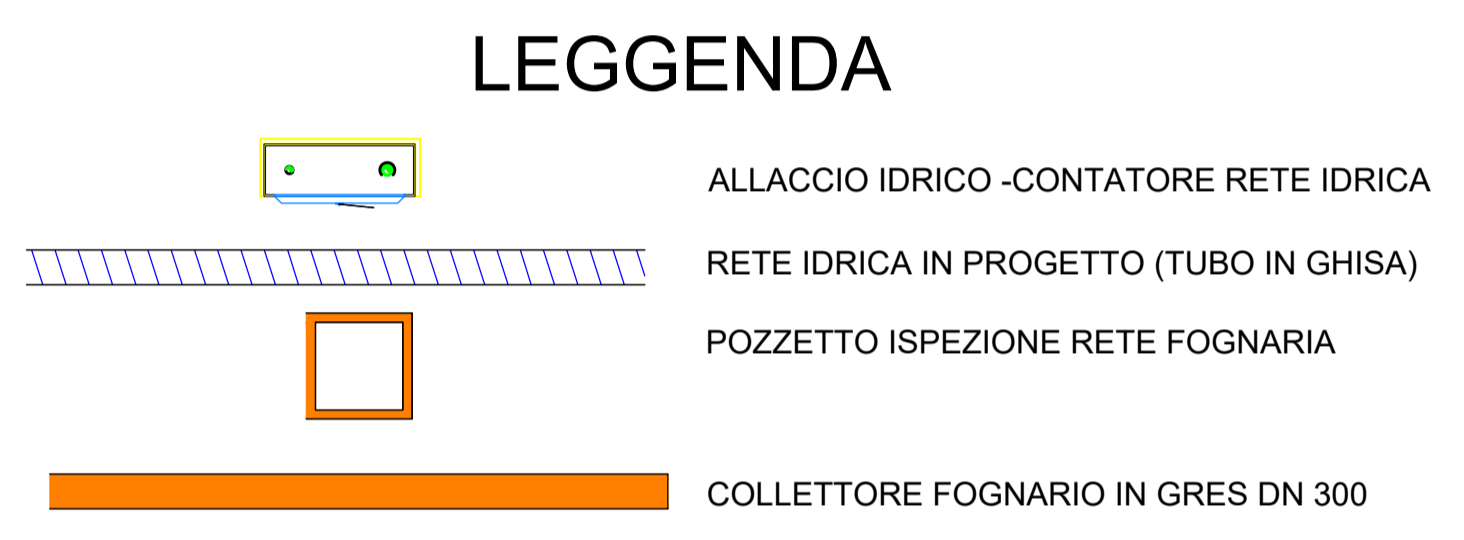 LEGGENDA
ALLACCIO IDRICO -CONTATORE RETE IDRICA
RETE IDRICA IN PROGETTO (TUBO IN GHISA)
POZZETTO ISPEZIONE RETE FOGNARIA
COLLETTORE FOGNARIO IN GRES DN 300